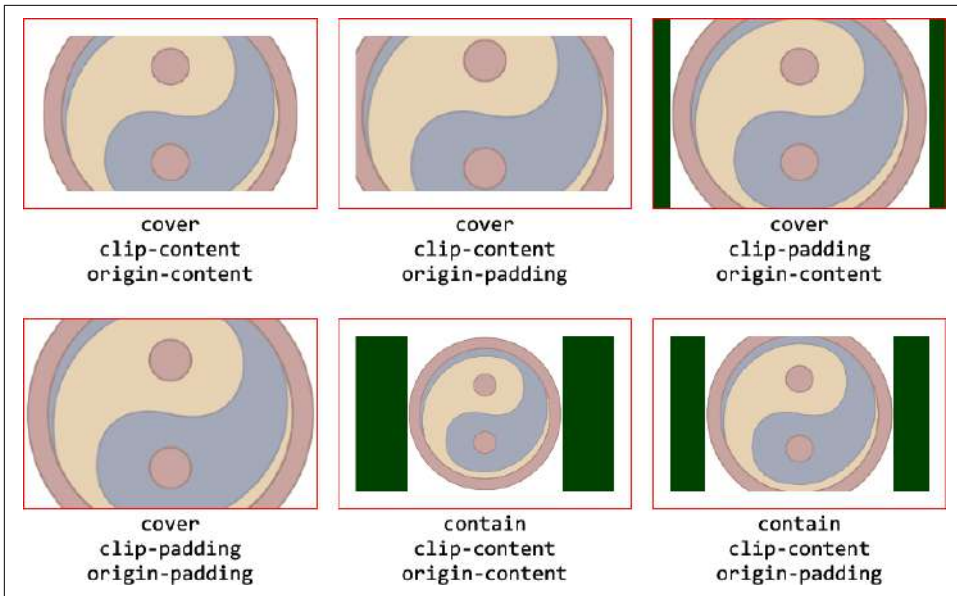 cover
clip-content
origin-content
cover
clip-content
origin-padding
cover
clip-padding
origin-content
cover
clip-padding
origin-padding
contain
clip-content
origin-content
contain
clip-content
origin-padding